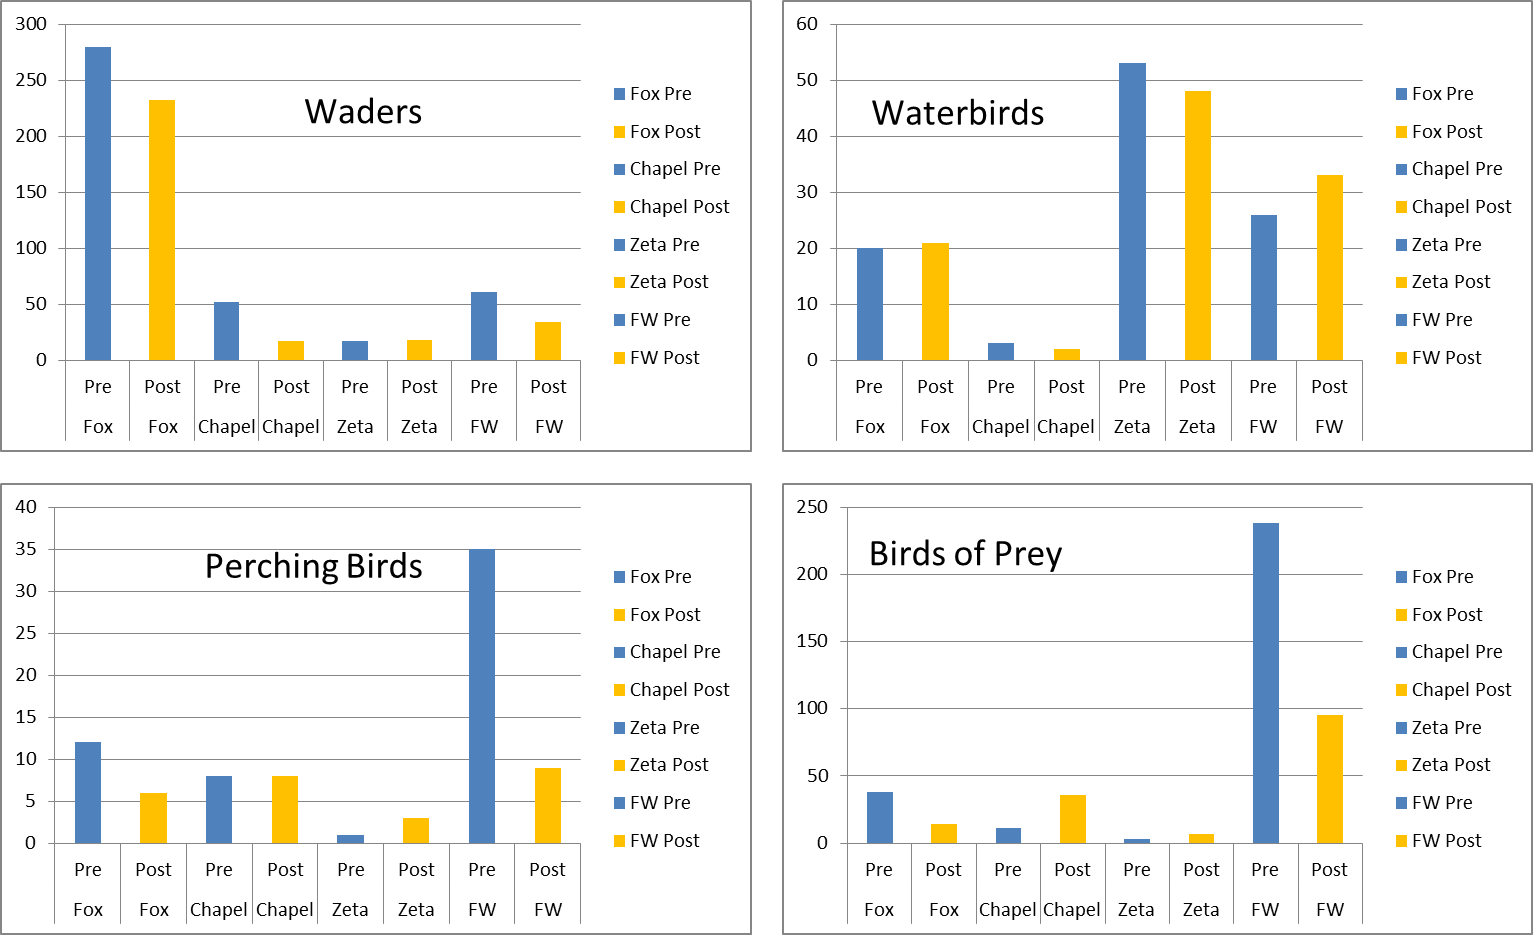 Waders
300
250
200
150
100
50
0
Pre Post Pre Post Pre Post Pre Post
Fox Fox Chapel Chapel Zeta Zeta FW FW
Fox Pre
Fox Post
Chapel Pre
Chapel Post
Zeta Pre
Zeta Post
FW Pre
FW Post
Waterbirds
60
50
40
30
20
10
0
Pre Post Pre Post Pre Post Pre Post
Fox Fox Chapel Chapel Zeta Zeta FW FW
Fox Pre
Fox Post
Chapel Pre
Chapel Post
Zeta Pre
Zeta Post
FW Pre
FW Post
Perching Birds
40
35
30
25
20
15
10
5
0
Pre Post Pre Post Pre Post Pre Post
Fox Fox Chapel Chapel Zeta Zeta FW FW
Fox Pre
Fox Post
Chapel Pre
Chapel Post
Zeta Pre
Zeta Post
FW Pre
FW Post
Birds of Prey
250
200
150
100
50
0
Pre Post Pre Post Pre Post Pre Post
Fox Fox Chapel Chapel Zeta Zeta FW FW
Fox Pre
Fox Post
Chapel Pre
Chapel Post
Zeta Pre
Zeta Post
FW Pre
FW Post